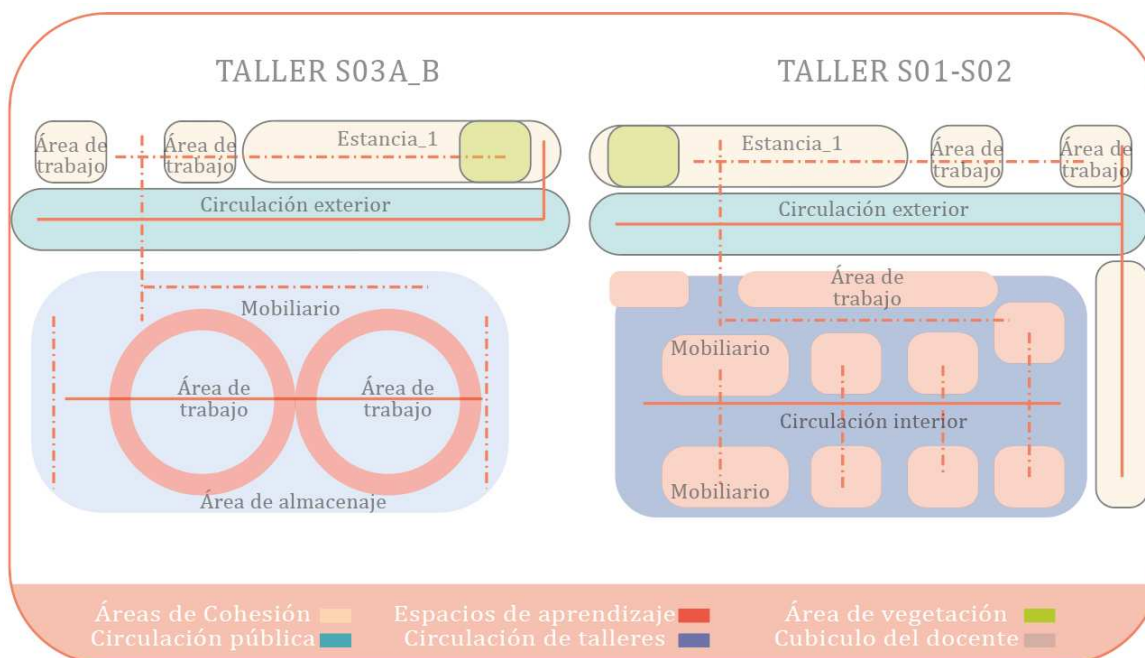 TALLER S03A_B
Área de
trabajo
Área de
trabajo
Estancia_1
Circulación exterior
Mobiliario
Área de
trabajo
Área de
trabajo
Área de almacenaje
TALLER S01-S02
Estancia_1
Área de
trabajo
Área de
trabajo
Circulación exterior
Área de
trabajo
Mobiliario
Circulación interior
Mobiliario
Áreas de Cohesión
Espacios de aprendizaje
Área de vegetación
Circulación pública
Circulación de talleres
Cubiculo del docente